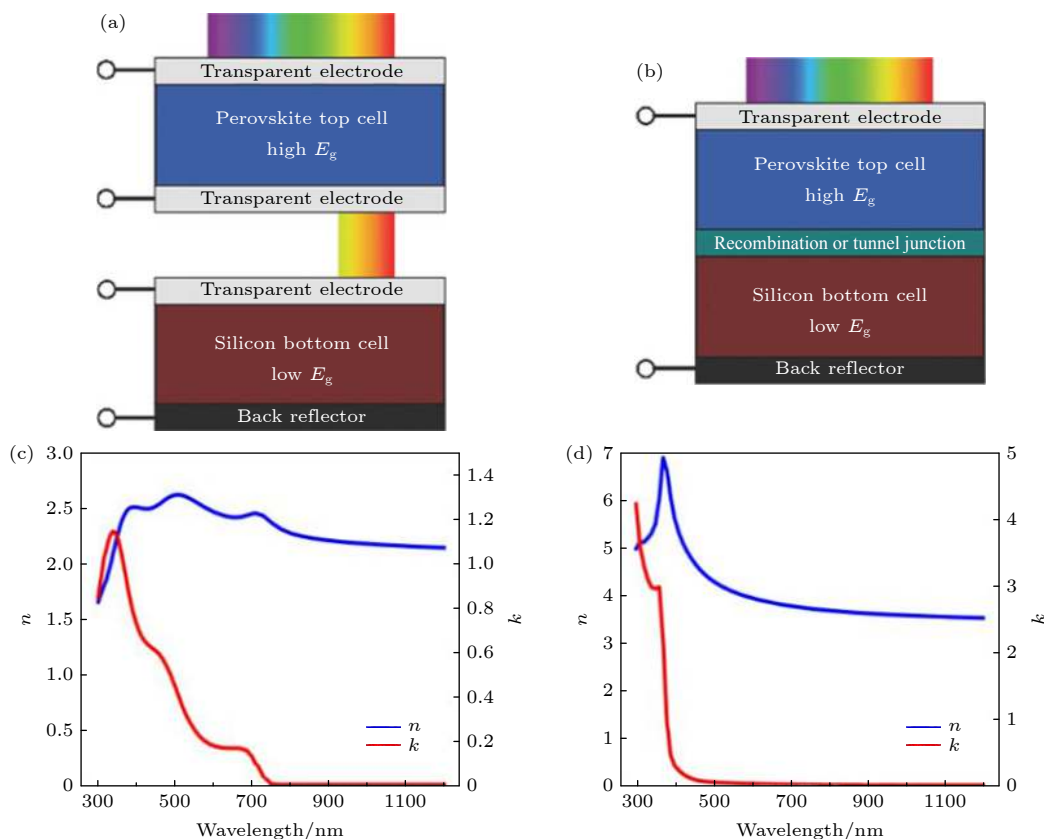 (a)
Transparent electrode
Perovskite top cell
high Eg
Transparent electrode
Transparent electrode
Silicon bottom cell
low Eg
Back reflector
(b)
Transparent electrode
Perovskite top cell
high Eg
Recombination or tunnel junction
Silicon bottom cell
low Eg
Back reflector
(c)
3.0
2.5
2.0
1.5
1.0
0.5
0
n
1.4
1.2
1.0
0.8
0.6
0.4
0.2
0
k
n
k
300
500
700
900
1100
Wavelength/nm
(d)
7
6
5
4
3
2
1
0
n
5
4
3
2
1
0
k
n
k
300
500
700
900
1100
Wavelength/nm